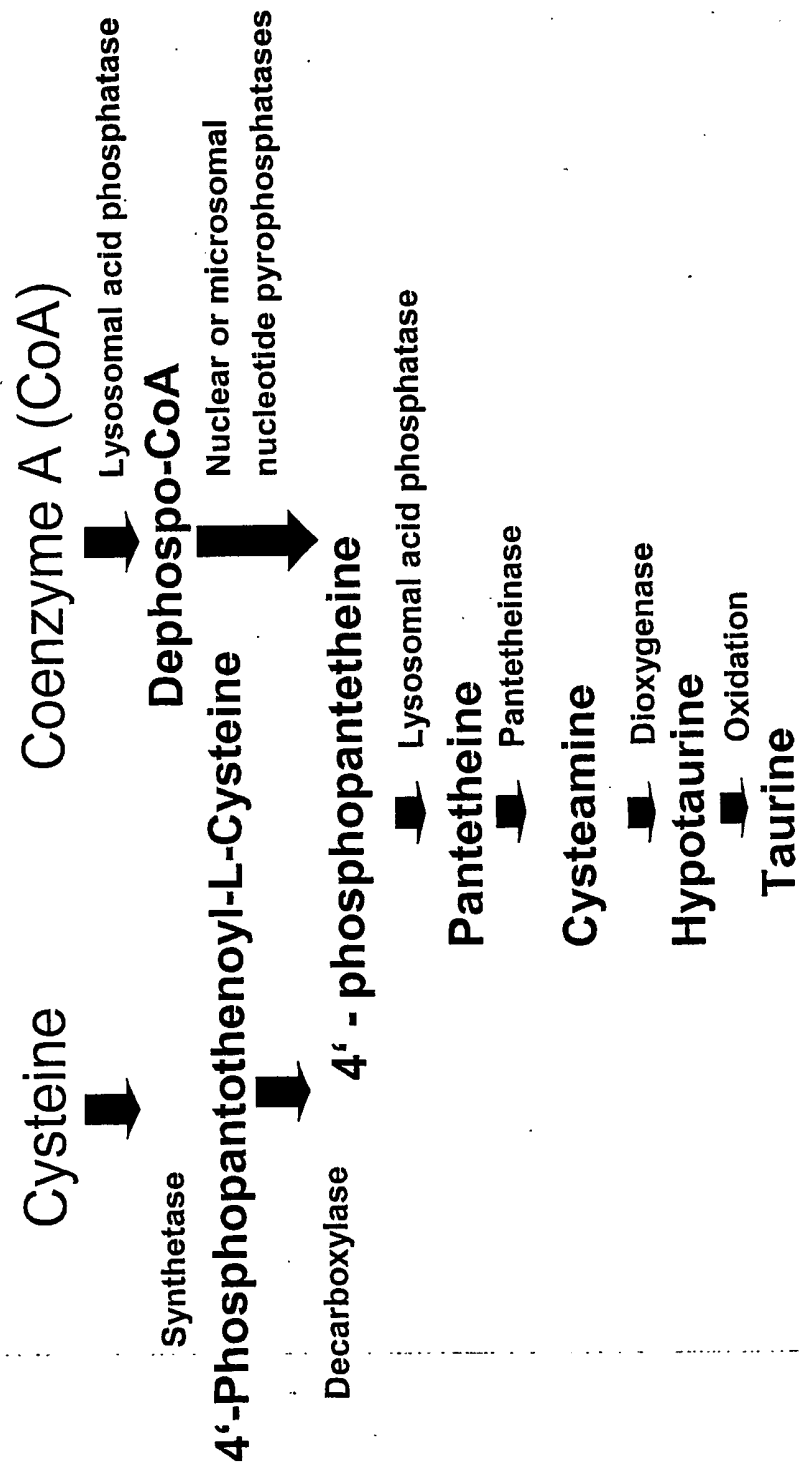 Cysteine
Coenzyme A (CoA)
Lysosomal acid phosphatase
Synthetase
Dephospo-CoA
4‘-Phosphopantothenoyl-L-Cysteine
Nuclear or microsomal
nucleotide pyrophosphatases
Decarboxylase
4‘ - phosphopantetheine
Lysosomal acid phosphatase
Pantetheine
Pantetheinase
Cysteamine
Dioxygenase
Hypotaurine
Oxidation
Taurine